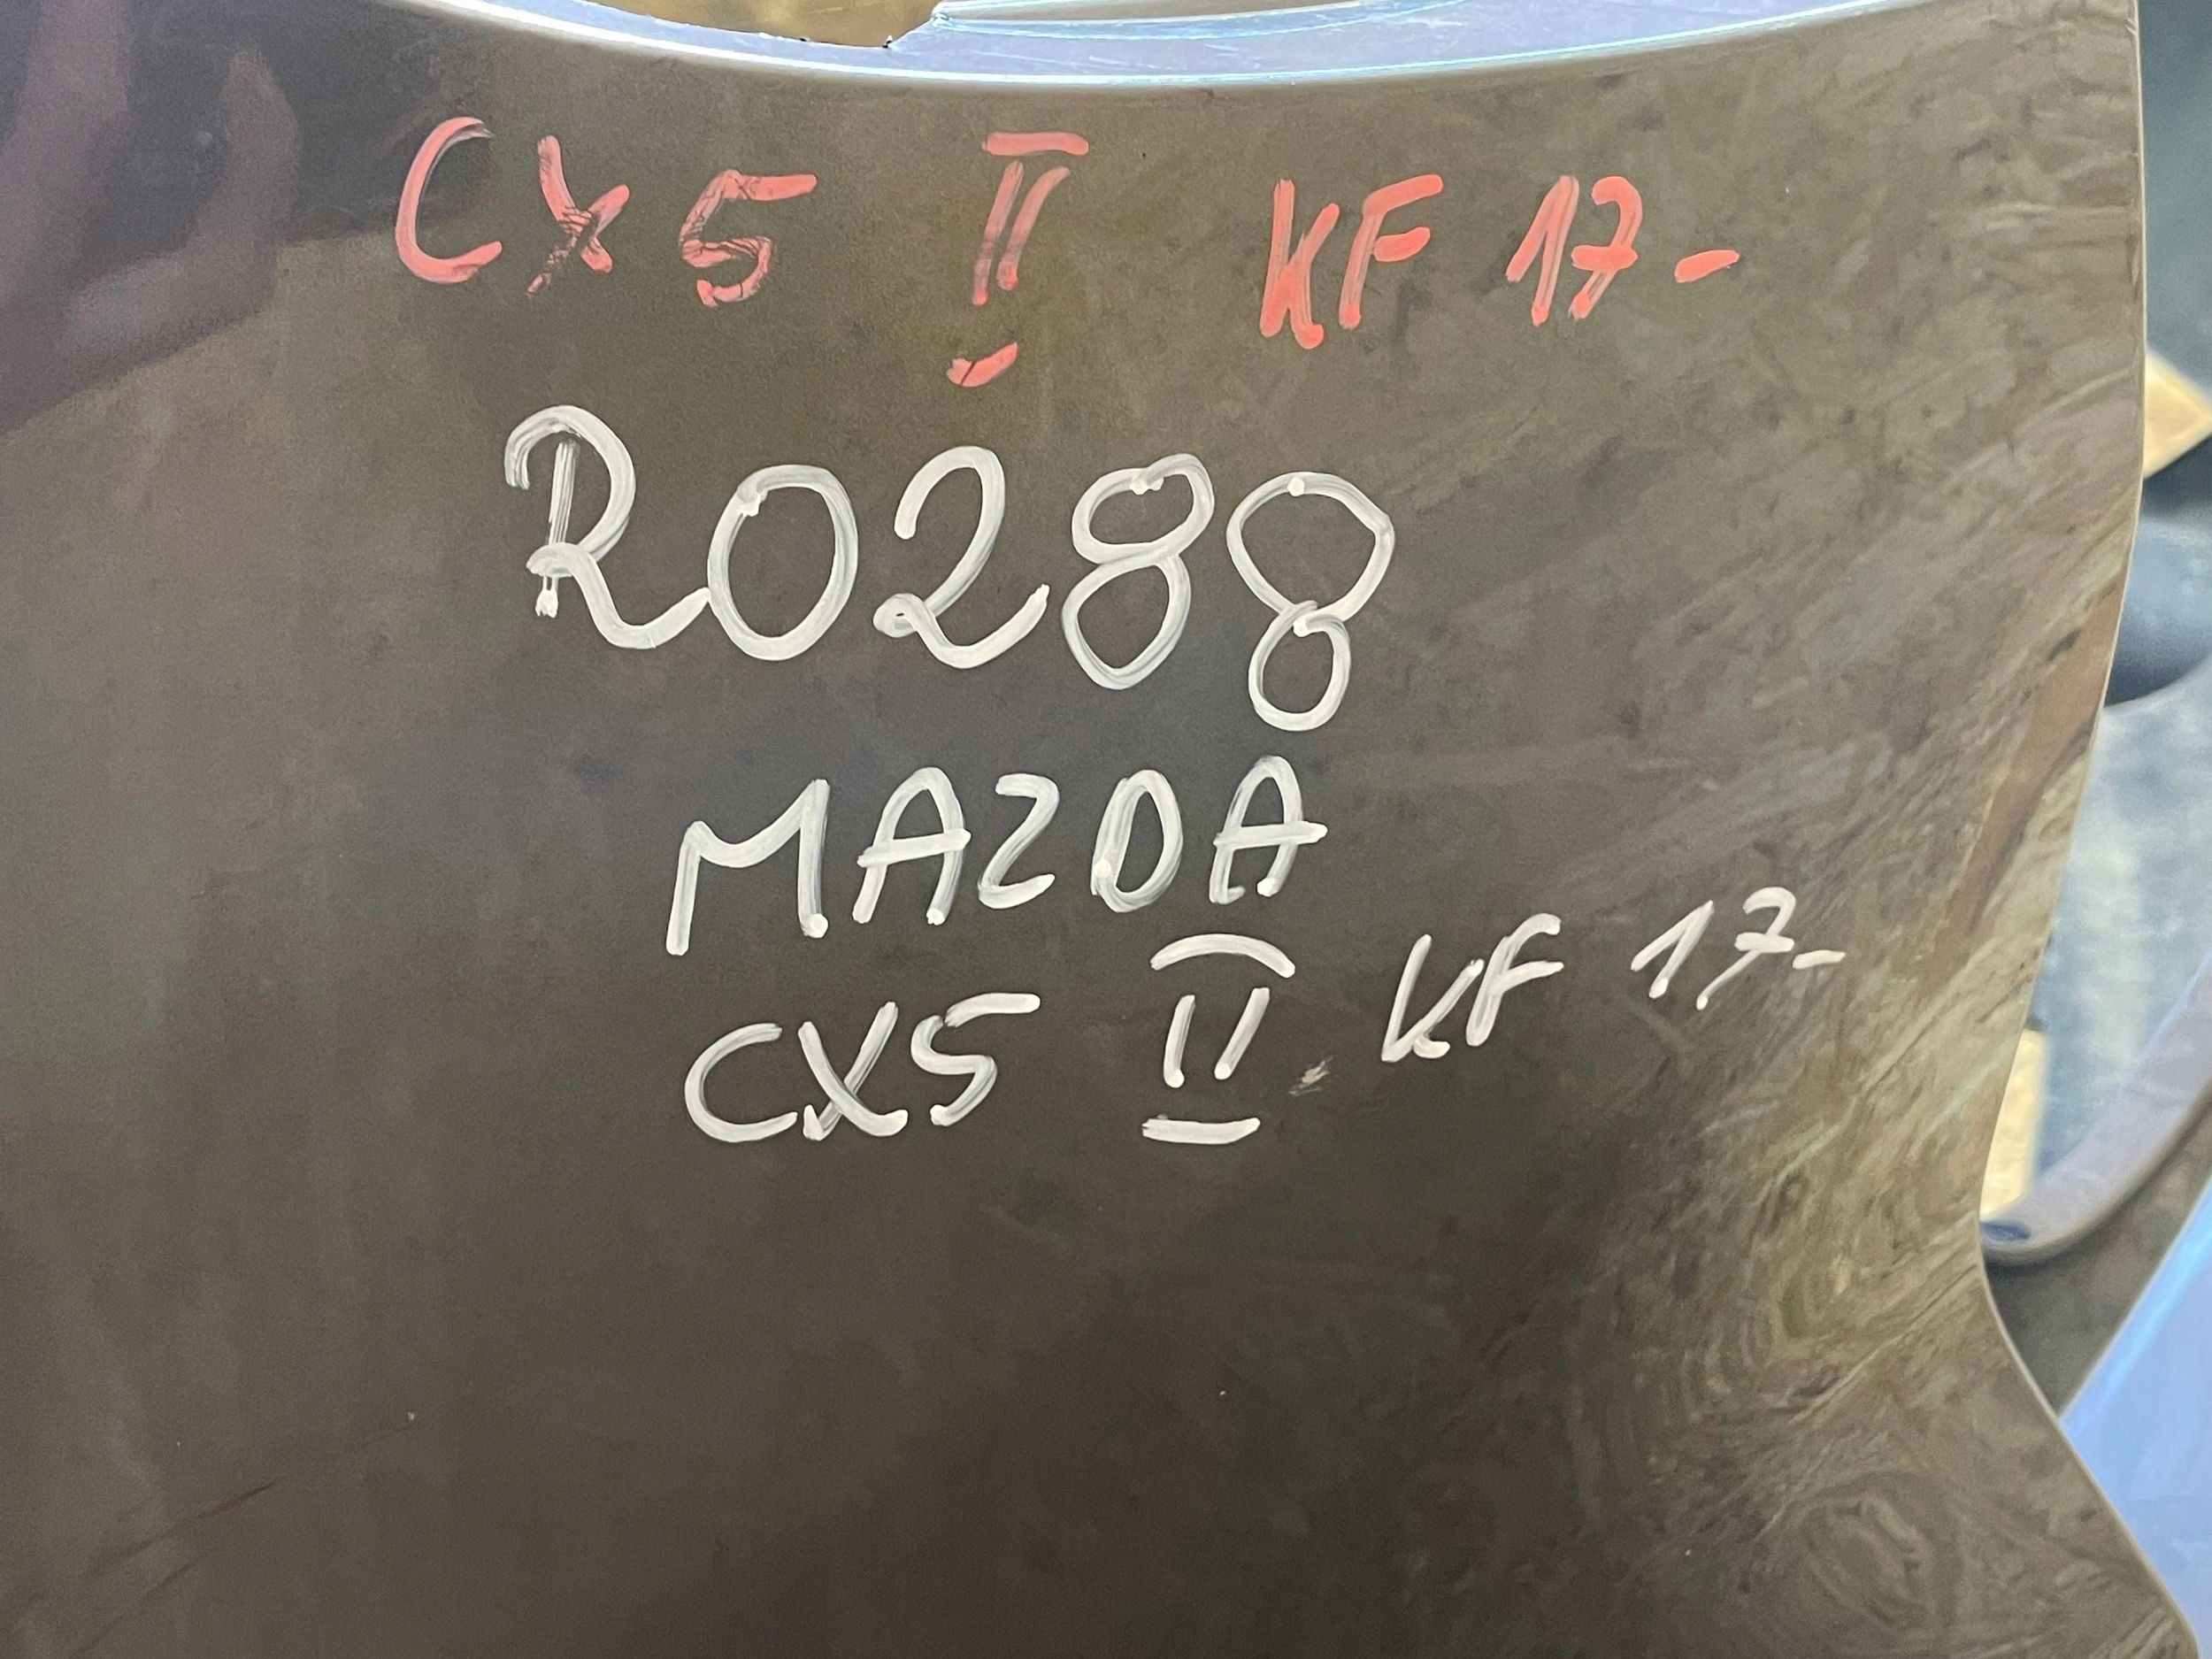 CX5 II KF 17-
R0288
MAZDA
CX5 II KF 17-